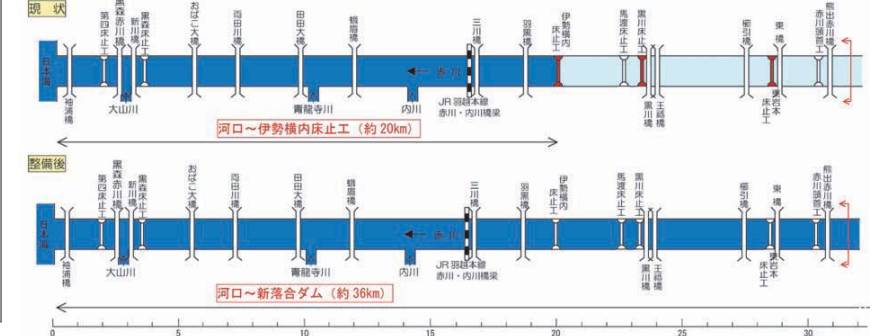 現状
第四床止工
黒森赤川橋
新川橋
黒森床止工
おばこ大橋
両田川橋
田田大橋
蛾眉橋
三川橋
羽黒橋
伊勢横内床止工
馬渡床止工
黒川床止工
櫛引橋
東橋
赤川頭首工
熊出赤川橋
日本海
赤川
袖浦橋
大山川
青龍寺川
内川
JR羽越本線
赤川・内川橋梁
黒川橋
王祇橋
東岩本床止工
河口～伊勢横内床止工（約20km）
整備後
第四床止工
黒森赤川橋
新川橋
黒森床止工
おばこ大橋
両田川橋
田田大橋
蛾眉橋
三川橋
羽黒橋
伊勢横内床止工
馬渡床止工
黒川床止工
櫛引橋
東橋
赤川頭首工
熊出赤川橋
日本海
赤川
袖浦橋
大山川
青龍寺川
内川
JR羽越本線
赤川・内川橋梁
黒川橋
王祇橋
東岩本床止工
河口～新落合ダム（約36km）
0 5 10 15 20 25 30